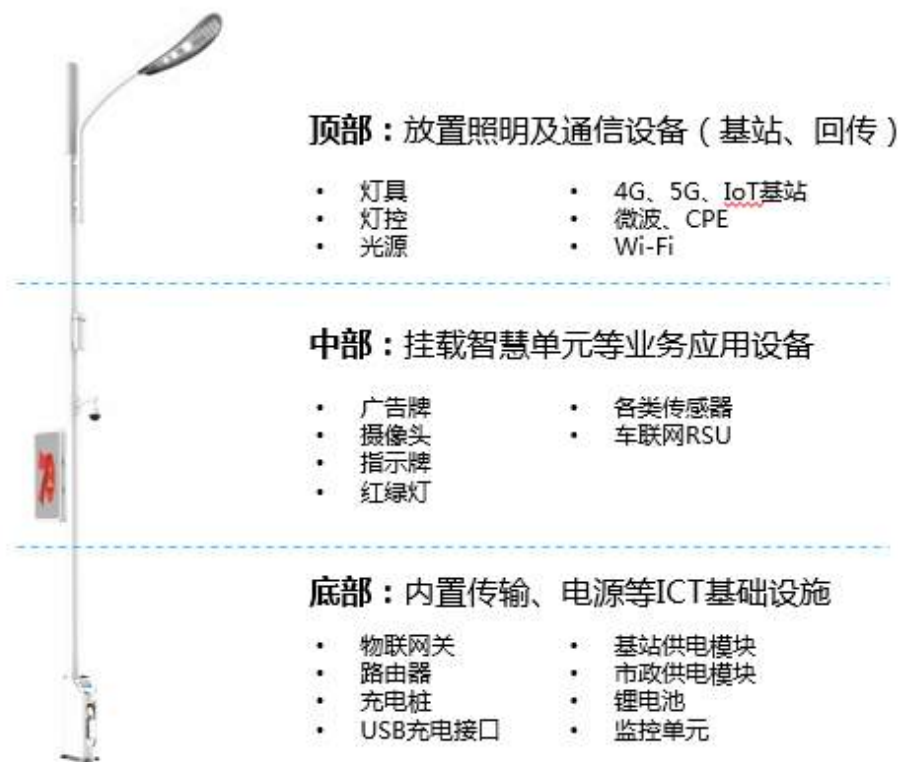 顶部：放置照明及通信设备（基站、回传）
• 灯具
• 灯控
• 光源
• 4G、5G、IoT基站
• 微波、CPE
• Wi-Fi
中部：挂载智慧单元等业务应用设备
• 广告牌
• 摄像头
• 指示牌
• 红绿灯
• 各类传感器
• 车联网RSU
底部：内置传输、电源等ICT基础设施
• 物联网关
• 路由器
• 充电桩
• USB充电接口
• 基站供电模块
• 市政供电模块
• 锂电池
• 监控单元